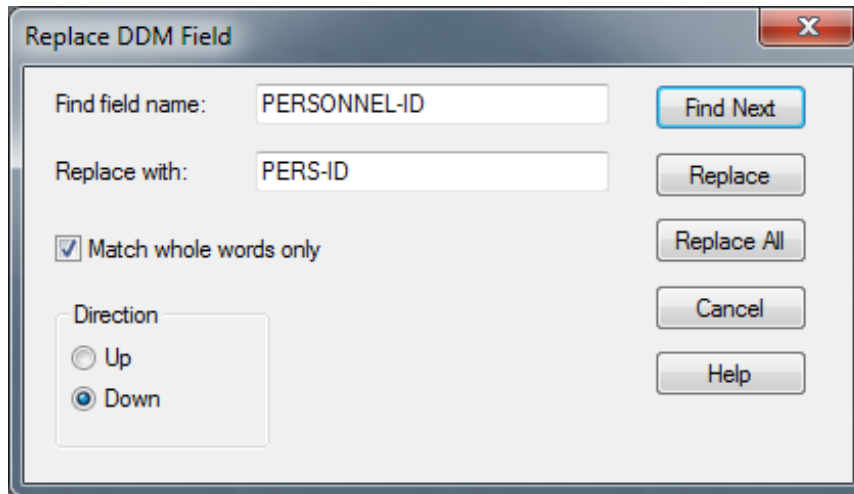 Replace DDM Field
Find field name: PERSONNEL-ID Find Next
Replace with: PERS-ID Replace
Match whole words only Replace All
Direction Cancel
Up
Down Help